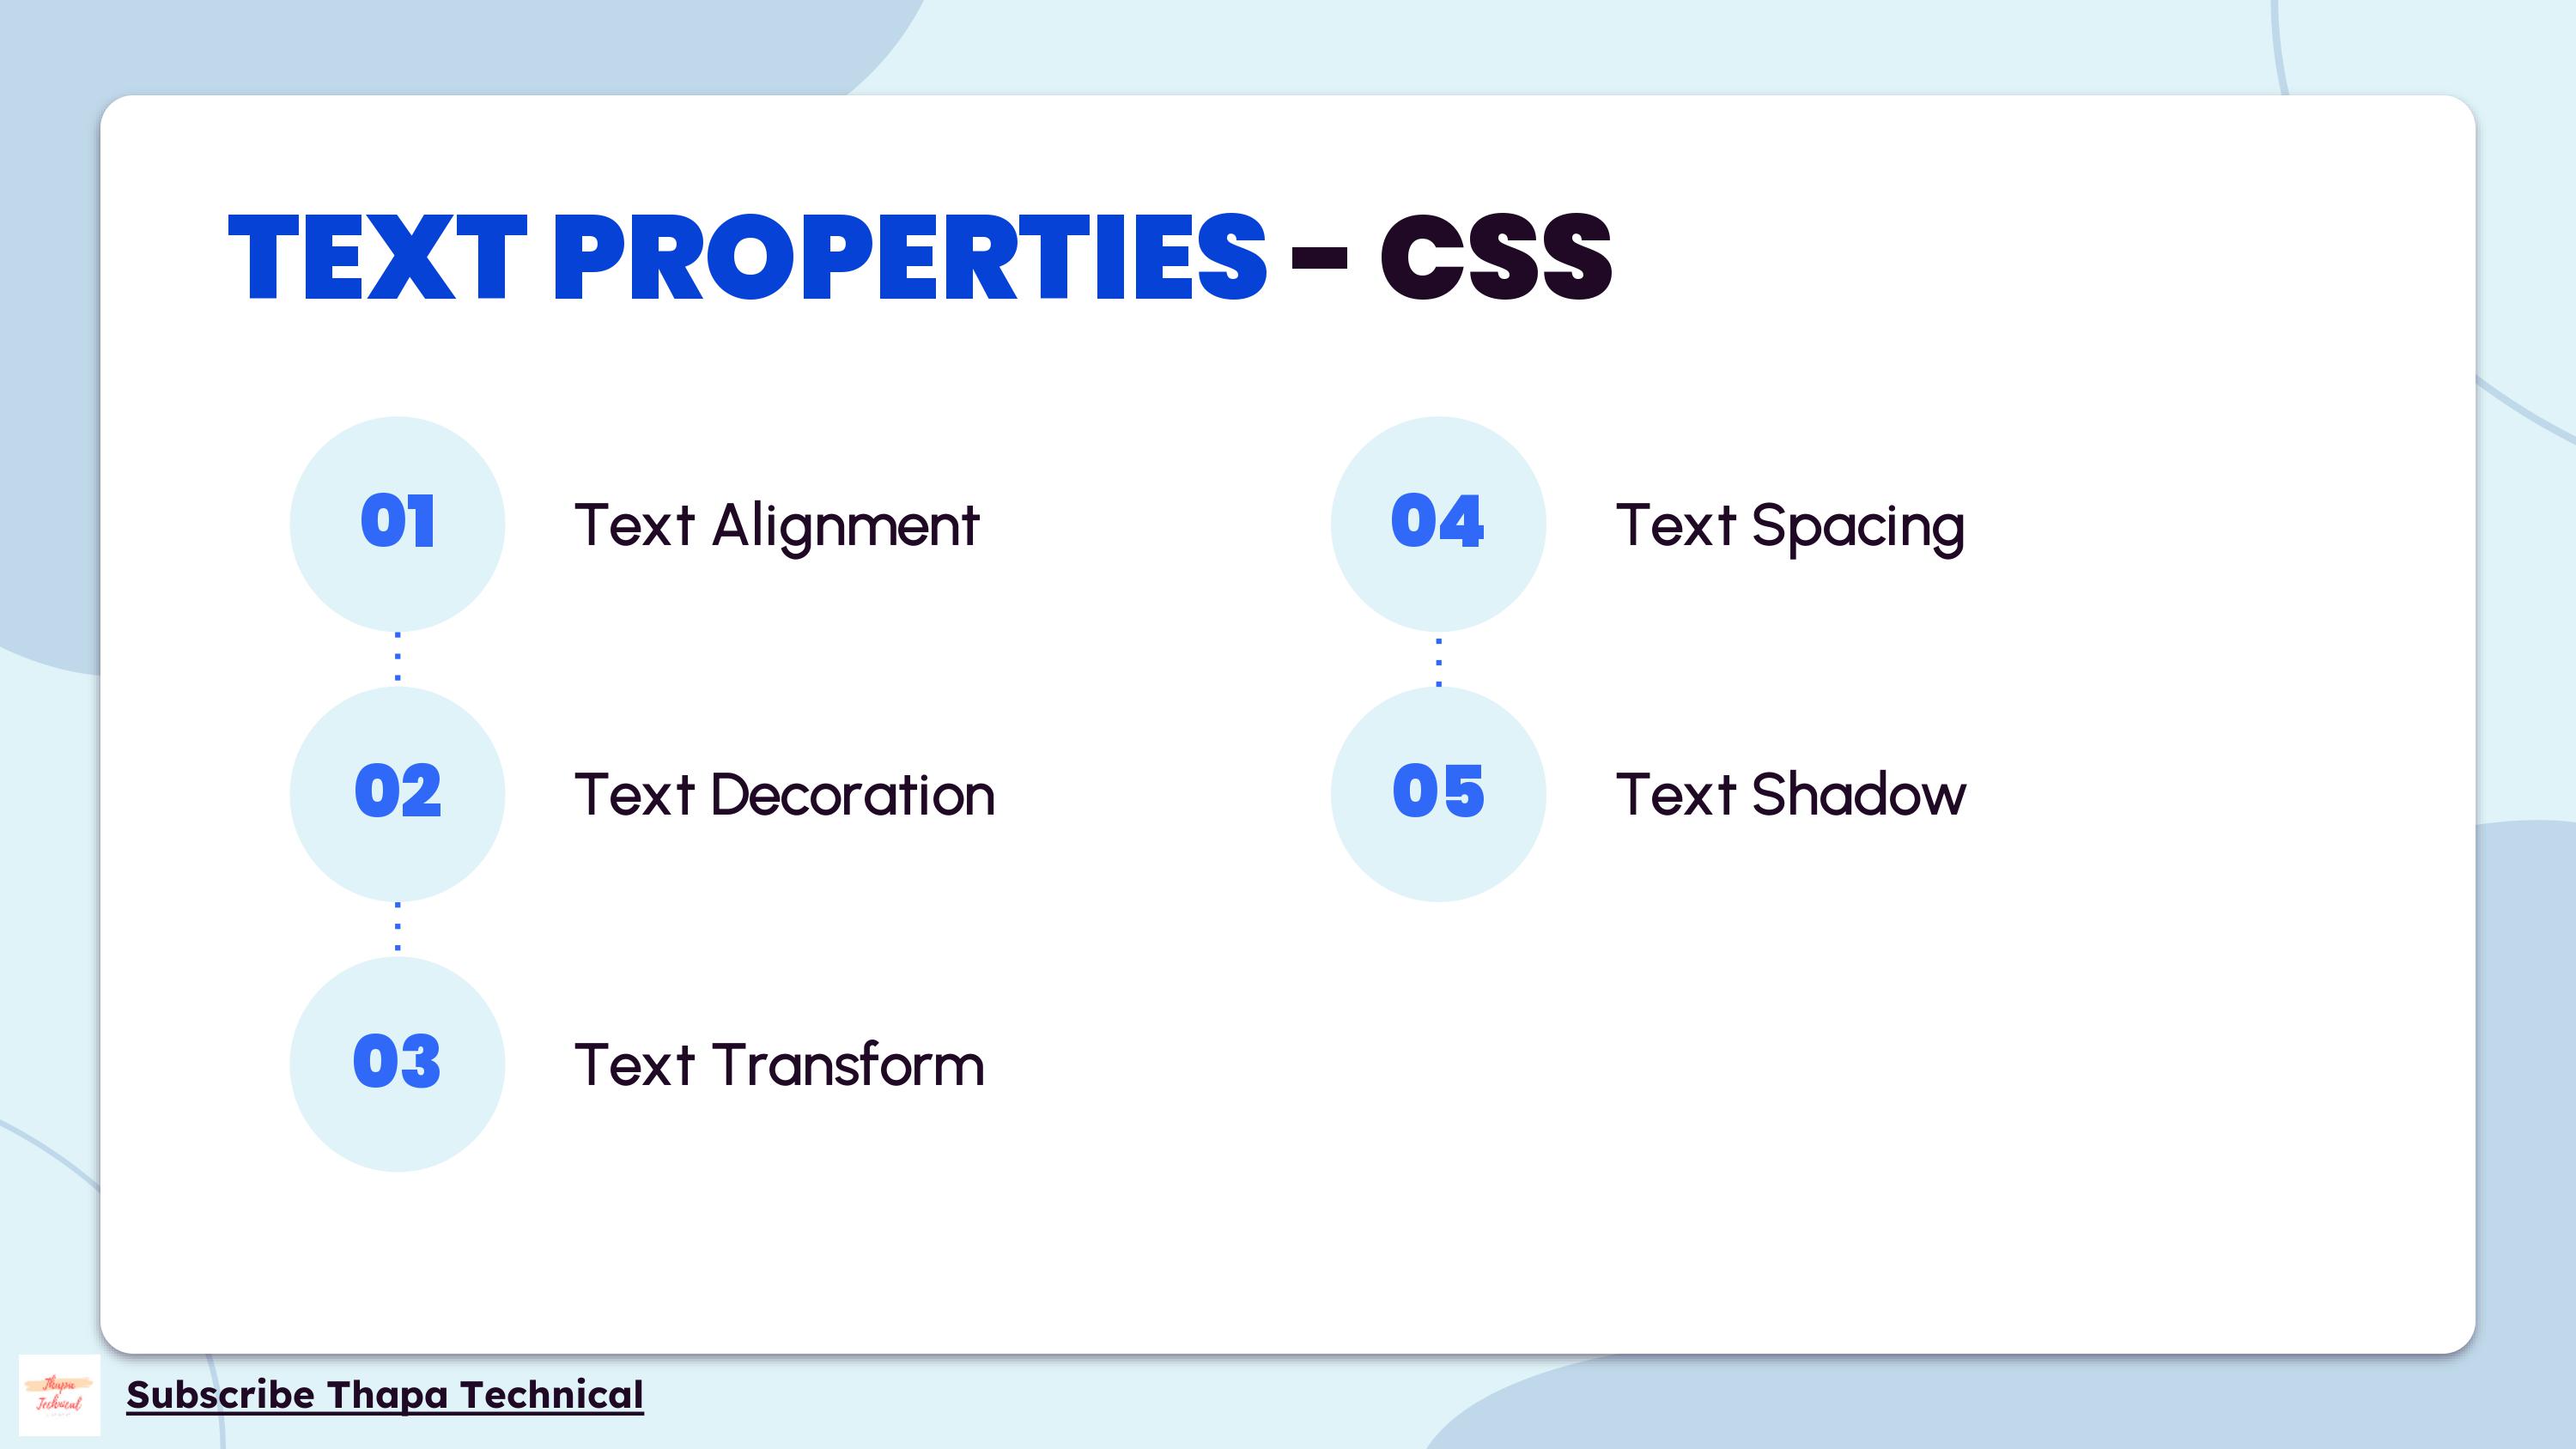 TEXT PROPERTIES - CSS
01
Text Alignment
02
Text Decoration
03
Text Transform
04
Text Spacing
05
Text Shadow
Thapa
Technical
Subscribe Thapa Technical